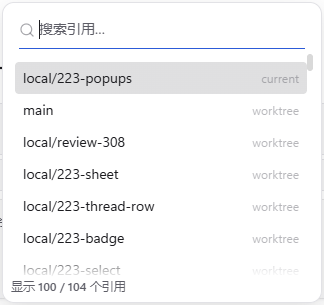 搜索引用...
local/223-popups current
main worktree
local/review-308 worktree
local/223-sheet worktree
local/223-thread-row worktree
local/223-badge worktree
local/223-select worktree
显示 100 / 104 个引用